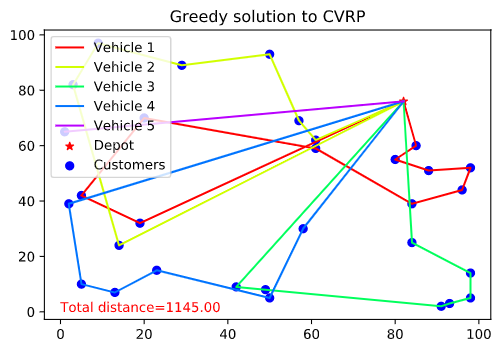 Greedy solution to CVRP
100
80
60
40
20
0
Vehicle 1
Vehicle 2
Vehicle 3
Vehicle 4
Vehicle 5
Depot
Customers
Total distance=1145.00
0 20 40 60 80 100